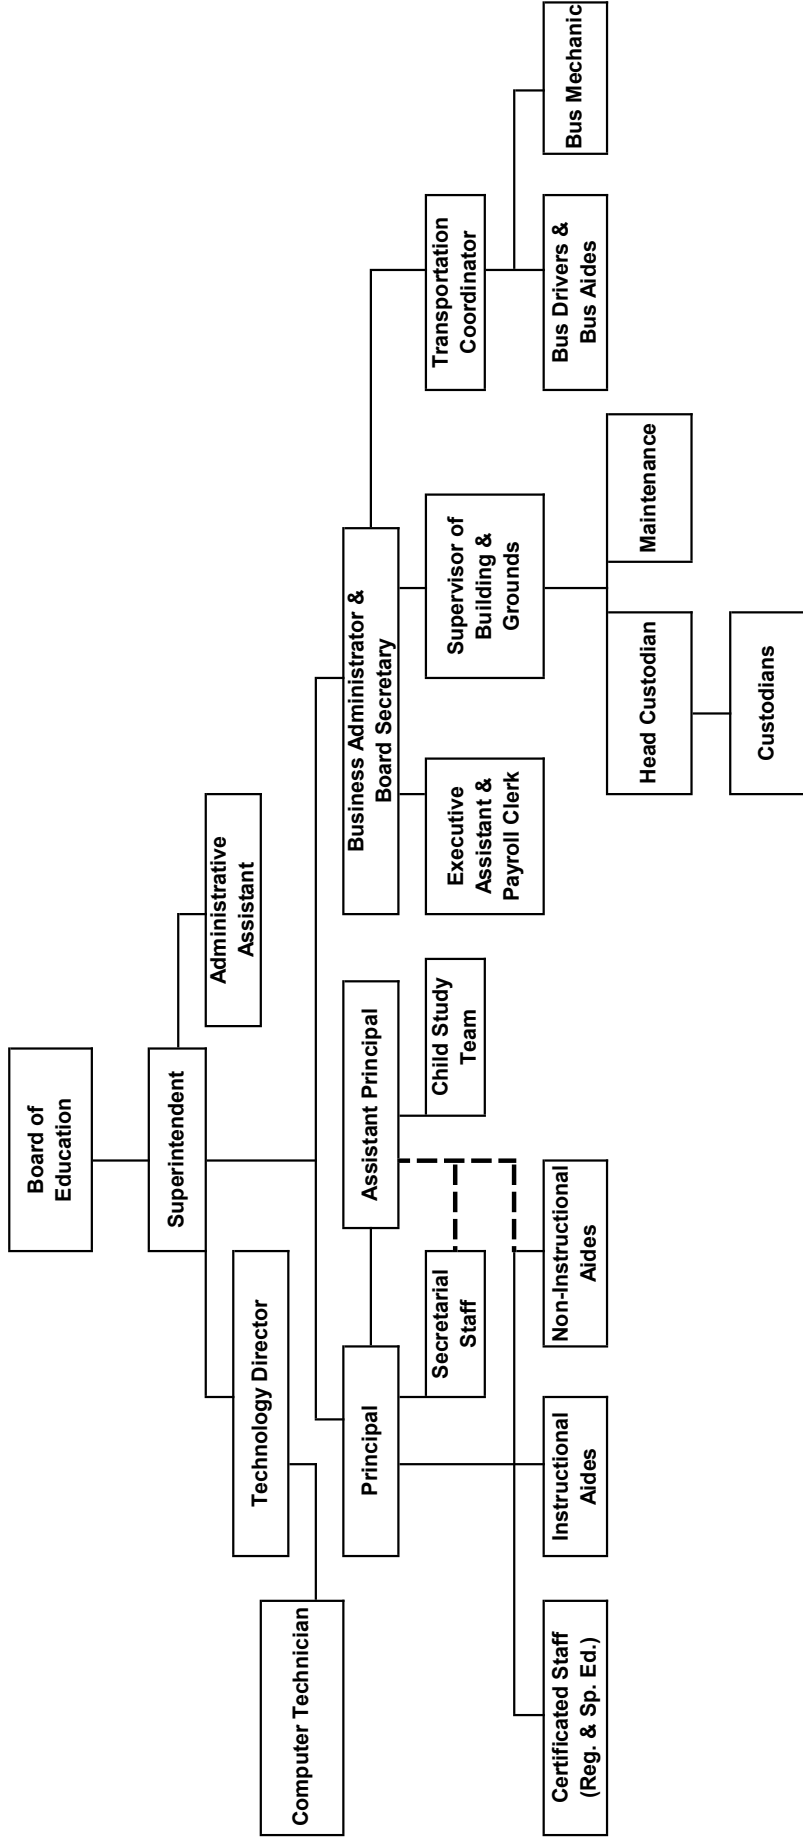 Board of
Education
Superintendent
Administrative
Assistant
Technology Director
Computer Technician
Principal
Assistant Principal
Business Administrator &
Board Secretary
Secretarial
Staff
Child Study
Team
Executive
Assistant &
Payroll Clerk
Supervisor of
Building &
Grounds
Transportation
Coordinator
Certificated Staff
(Reg. & Sp. Ed.)
Instructional
Aides
Non-Instructional
Aides
Bus Drivers &
Bus Aides
Bus Mechanic
Head Custodian
Maintenance
Custodians